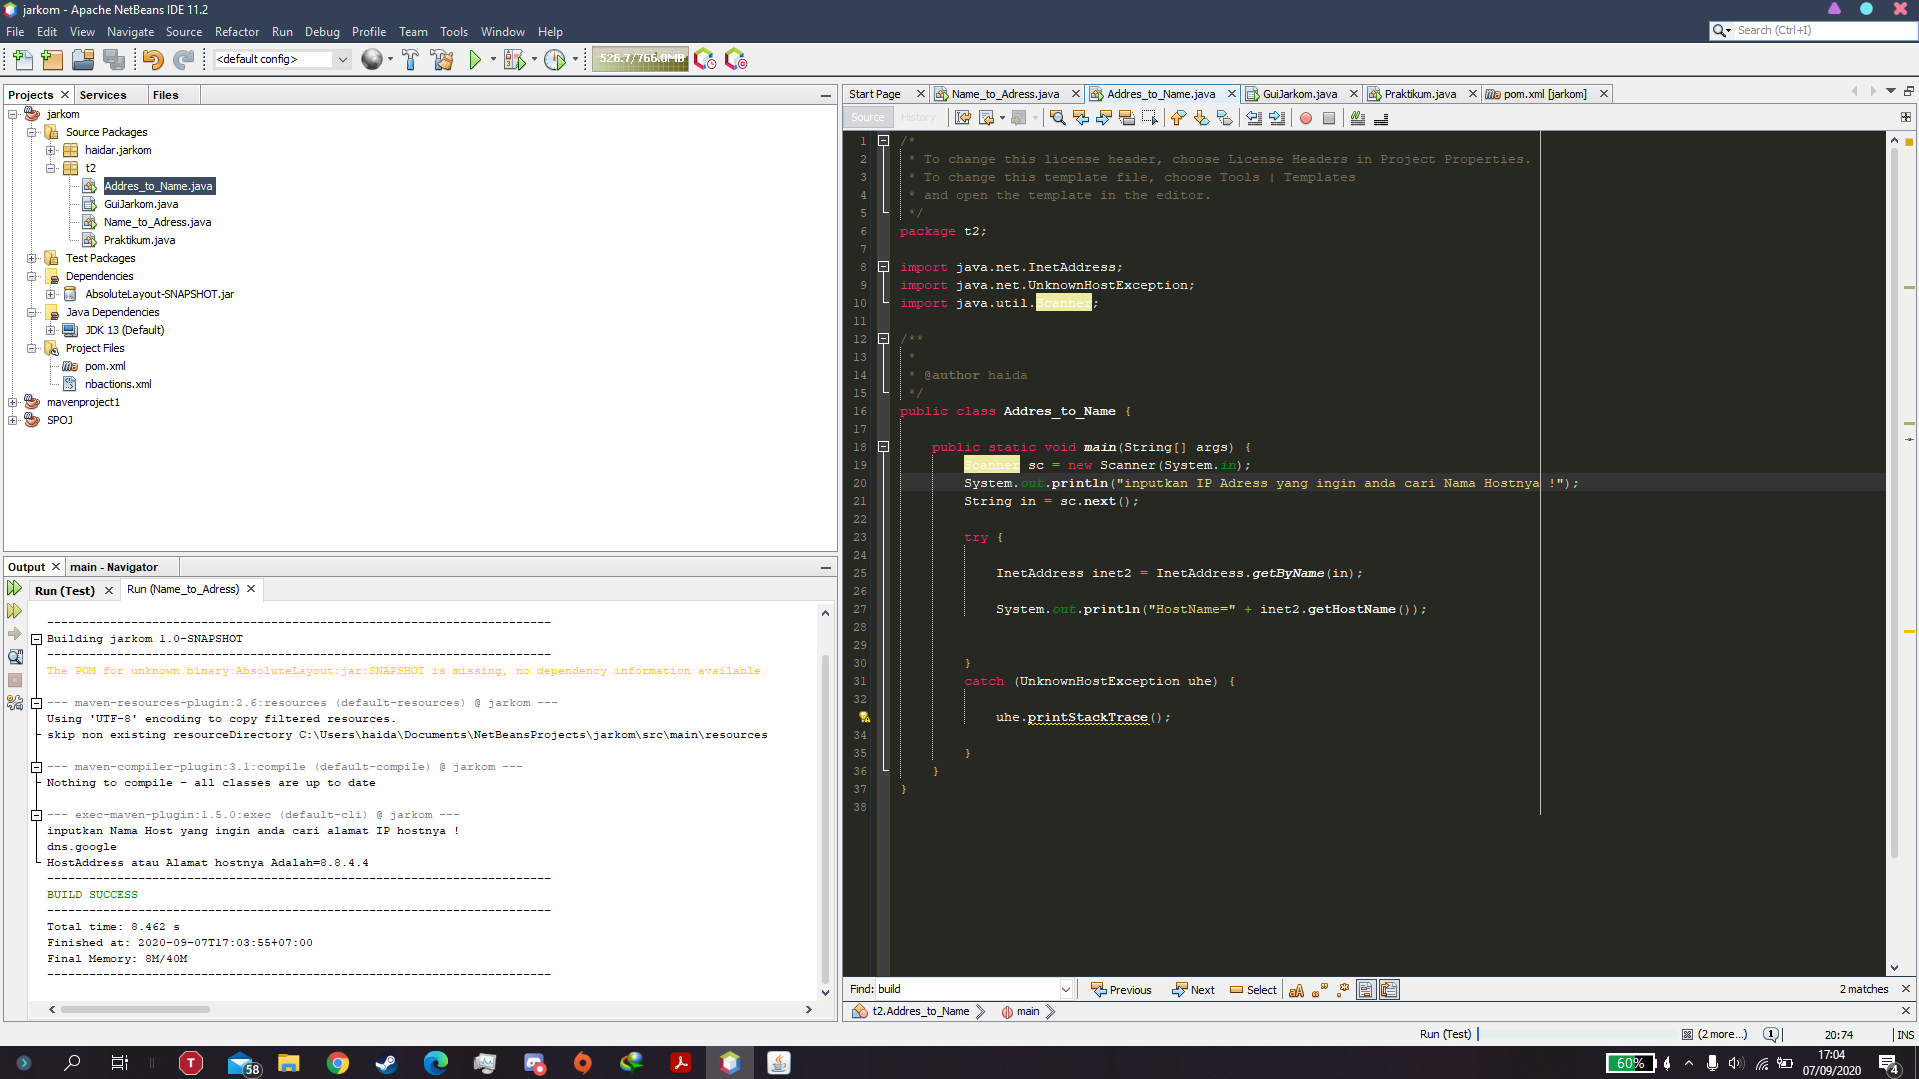 jarkom - Apache NetBeans IDE 11.2
File Edit View Navigate Source Refactor Run Debug Profile Team Tools Window Help
Search (Ctrl+I)
<default config>
526.7/766.0MB
Projects Services Files
jarkom
Source Packages
haidar.jarkom
t2
Addres_to_Name.java
GuiJarkom.java
Name_to_Adress.java
Praktikum.java
Test Packages
Dependencies
AbsoluteLayout-SNAPSHOT.jar
Java Dependencies
JDK 13 (Default)
Project Files
pom.xml
nbactions.xml
mavenproject1
SPOJ
Output main - Navigator
Run (Test) Run (Name_to_Adress)
------------------------------------------------------------------------
Building jarkom 1.0-SNAPSHOT
------------------------------------------------------------------------
The POM for unknown.binary:AbsoluteLayout:jar:SNAPSHOT is missing, no dependency information available
--- maven-resources-plugin:2.6:resources (default-resources) @ jarkom ---
Using 'UTF-8' encoding to copy filtered resources.
skip non existing resourceDirectory C:\Users\haida\Documents\NetBeansProjects\jarkom\src\main\resources
--- maven-compiler-plugin:3.1:compile (default-compile) @ jarkom ---
Nothing to compile - all classes are up to date
--- exec-maven-plugin:1.5.0:exec (default-cli) @ jarkom ---
inputkan Nama Host yang ingin anda cari alamat IP hostnya !
dns.google
HostAddress atau Alamat hostnya Adalah=8.8.4.4
------------------------------------------------------------------------
BUILD SUCCESS
------------------------------------------------------------------------
Total time: 8.462 s
Finished at: 2020-09-07T17:03:55+07:00
Final Memory: 8M/40M
------------------------------------------------------------------------
Start Page Name_to_Adress.java Addres_to_Name.java GuiJarkom.java Praktikum.java pom.xml [jarkom]
Source History
1 /*
2 * To change this license header, choose License Headers in Project Properties.
3 * To change this template file, choose Tools | Templates
4 * and open the template in the editor.
5 */
6 package t2;
7
8 import java.net.InetAddress;
9 import java.net.UnknownHostException;
10 import java.util.Scanner;
11
12 /**
13 *
14 * @author haida
15 */
16 public class Addres_to_Name {
17
18 public static void main(String[] args) {
19 Scanner sc = new Scanner(System.in);
20 System.out.println("inputkan IP Adress yang ingin anda cari Nama Hostnya !");
21 String in = sc.next();
22
23 try {
24
25 InetAddress inet2 = InetAddress.getByName(in);
26
27 System.out.println("HostName=" + inet2.getHostName());
28
29
30 }
31 catch (UnknownHostException uhe) {
32
uhe.printStackTrace();
34
35 }
36 }
37 }
38
Find: build Previous Next Select 2 matches
t2.Addres_to_Name main
Run (Test) (2 more...) 1 20:74 INS
58
60%
17:04
07/09/2020
4